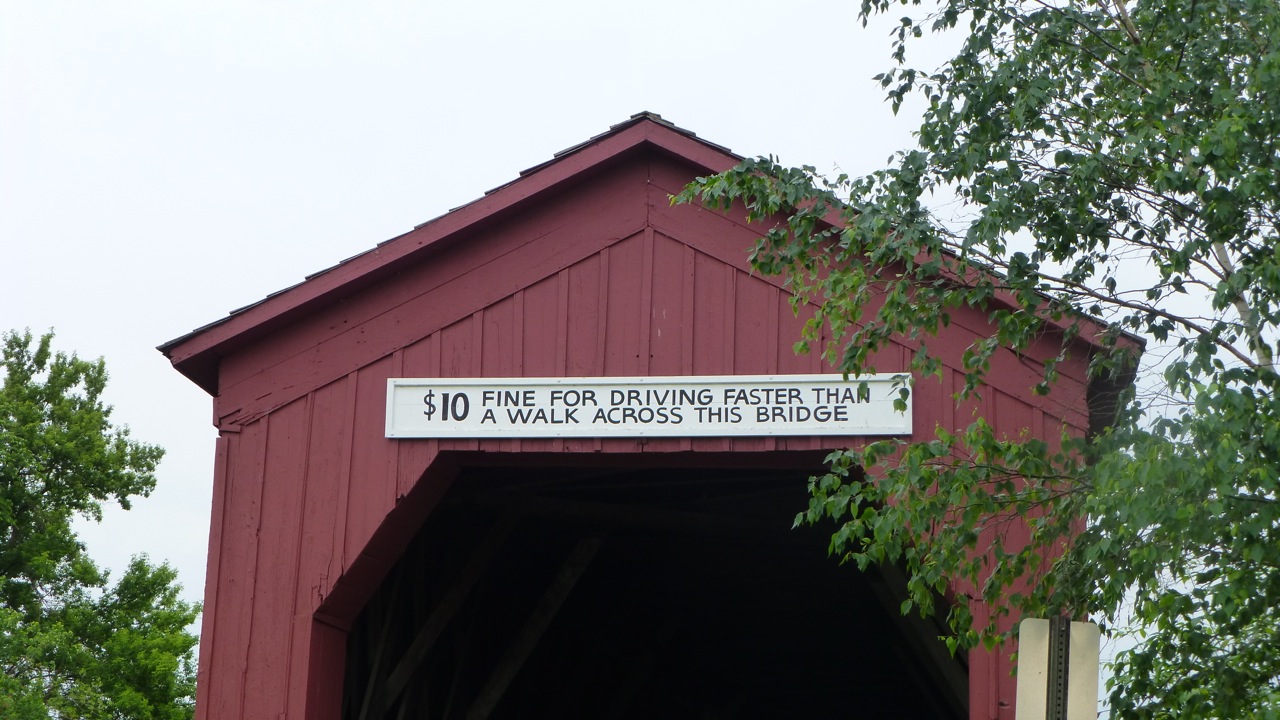 $10 FINE FOR DRIVING FASTER THAN
A WALK ACROSS THIS BRIDGE